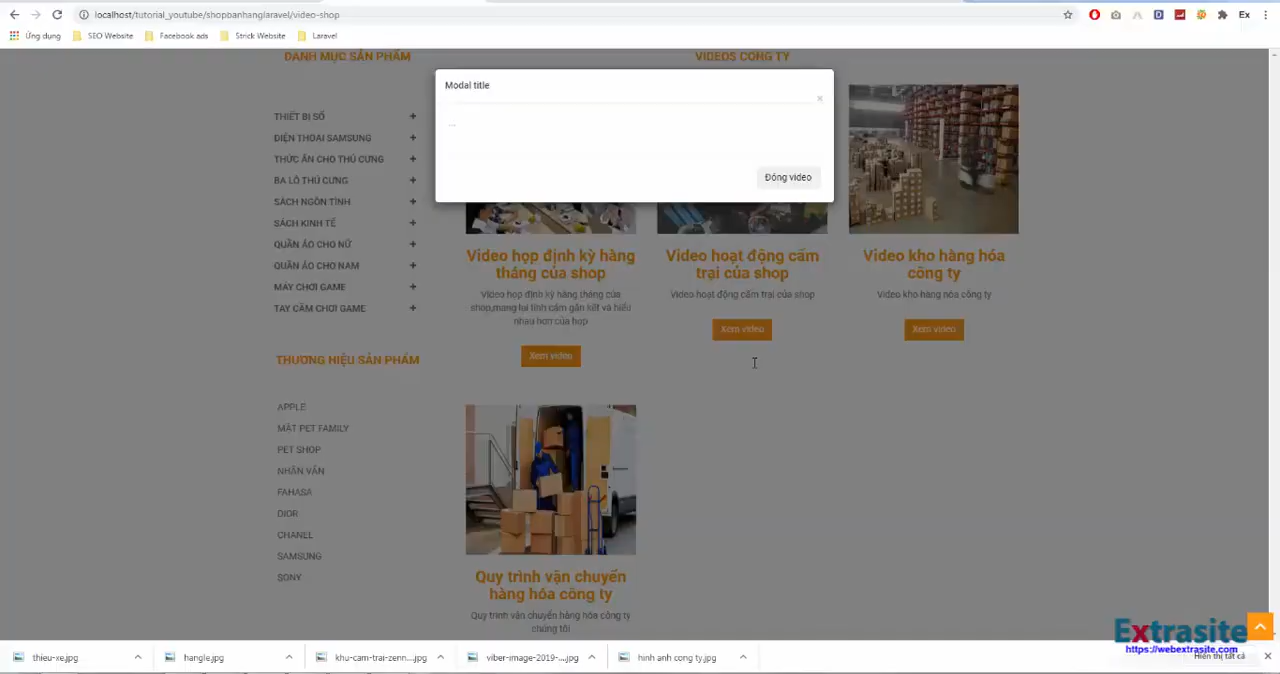 localhost/tutorial_youtube/shopbanhanglaravel/video-shop
Ex
Ứng dụng
SEO Website
Facebook ads
Strick Website
Laravel
DANH MỤC SẢN PHẨM
VIDEOS CÔNG TY
Modal title
×
...
Đóng video
THIẾT BỊ SỐ +
ĐIỆN THOẠI SAMSUNG +
THỨC ĂN CHO THÚ CƯNG +
BA LÔ THÚ CƯNG +
SÁCH NGÔN TÌNH +
SÁCH KINH TẾ +
QUẦN ÁO CHO NỮ +
QUẦN ÁO CHO NAM +
MÁY CHƠI GAME +
TAY CẦM CHƠI GAME +
Video họp định kỳ hàng
tháng của shop
Video họp định kỳ hàng tháng của
shop,mang lại tình cảm gắn kết và hiểu
nhau hơn của họp
Xem video
Video hoạt động cắm
trại của shop
Video hoạt động cắm trại của shop
Xem video
Video kho hàng hóa
công ty
Video kho hàng hóa công ty
Xem video
THƯƠNG HIỆU SẢN PHẨM
APPLE
MÁT PET FAMILY
PET SHOP
NHÂN VĂN
FAHASA
DIOR
CHANEL
SAMSUNG
SONY
Quy trình vận chuyển
hàng hóa công ty
Quy trình vận chuyển hàng hóa công ty
chúng tôi
Extrasite
https://webextrasite.com/
thieu-xe.jpg
hangle.jpg
khu-cam-trai-zenn....jpg
viber-image-2019-....jpg
hinh anh cong ty.jpg
Hiển thị tất cả